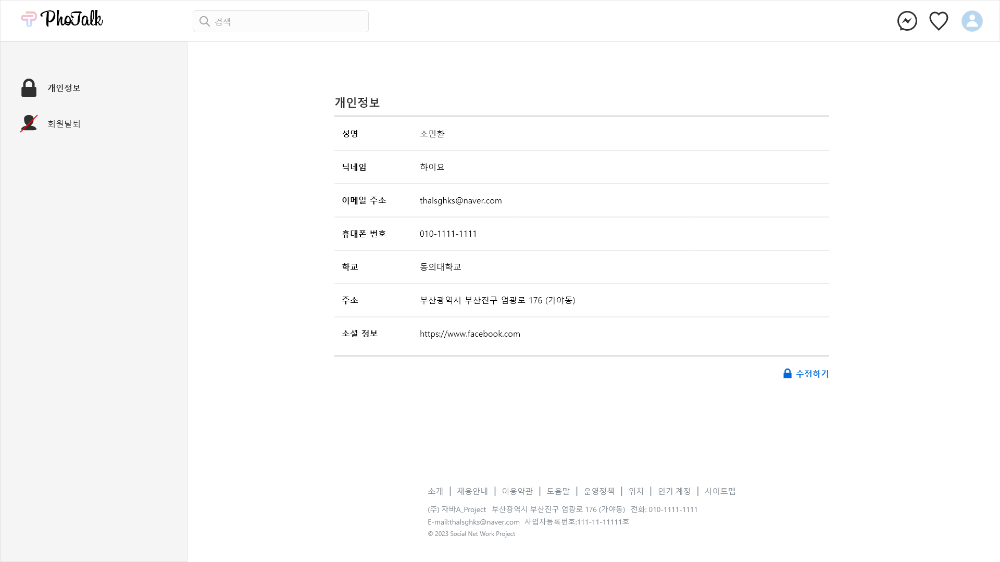 PhoTalk
검색
개인정보
회원탈퇴
개인정보
성명 소민환
닉네임 하이요
이메일 주소 thalsghks@naver.com
휴대폰 번호 010-1111-1111
학교 동의대학교
주소 부산광역시 부산진구 엄광로 176 (가야동)
소셜 정보 https://www.facebook.com
수정하기
소개 | 채용안내 | 이용약관 | 도움말 | 운영정책 | 위치 | 인기 계정 | 사이트맵
(주) 자바A_Project 부산광역시 부산진구 엄광로 176 (가야동) 전화: 010-1111-1111
E-mail:thalsghks@naver.com 사업자등록번호:111-11-11111호
© 2023 Social Net Work Project